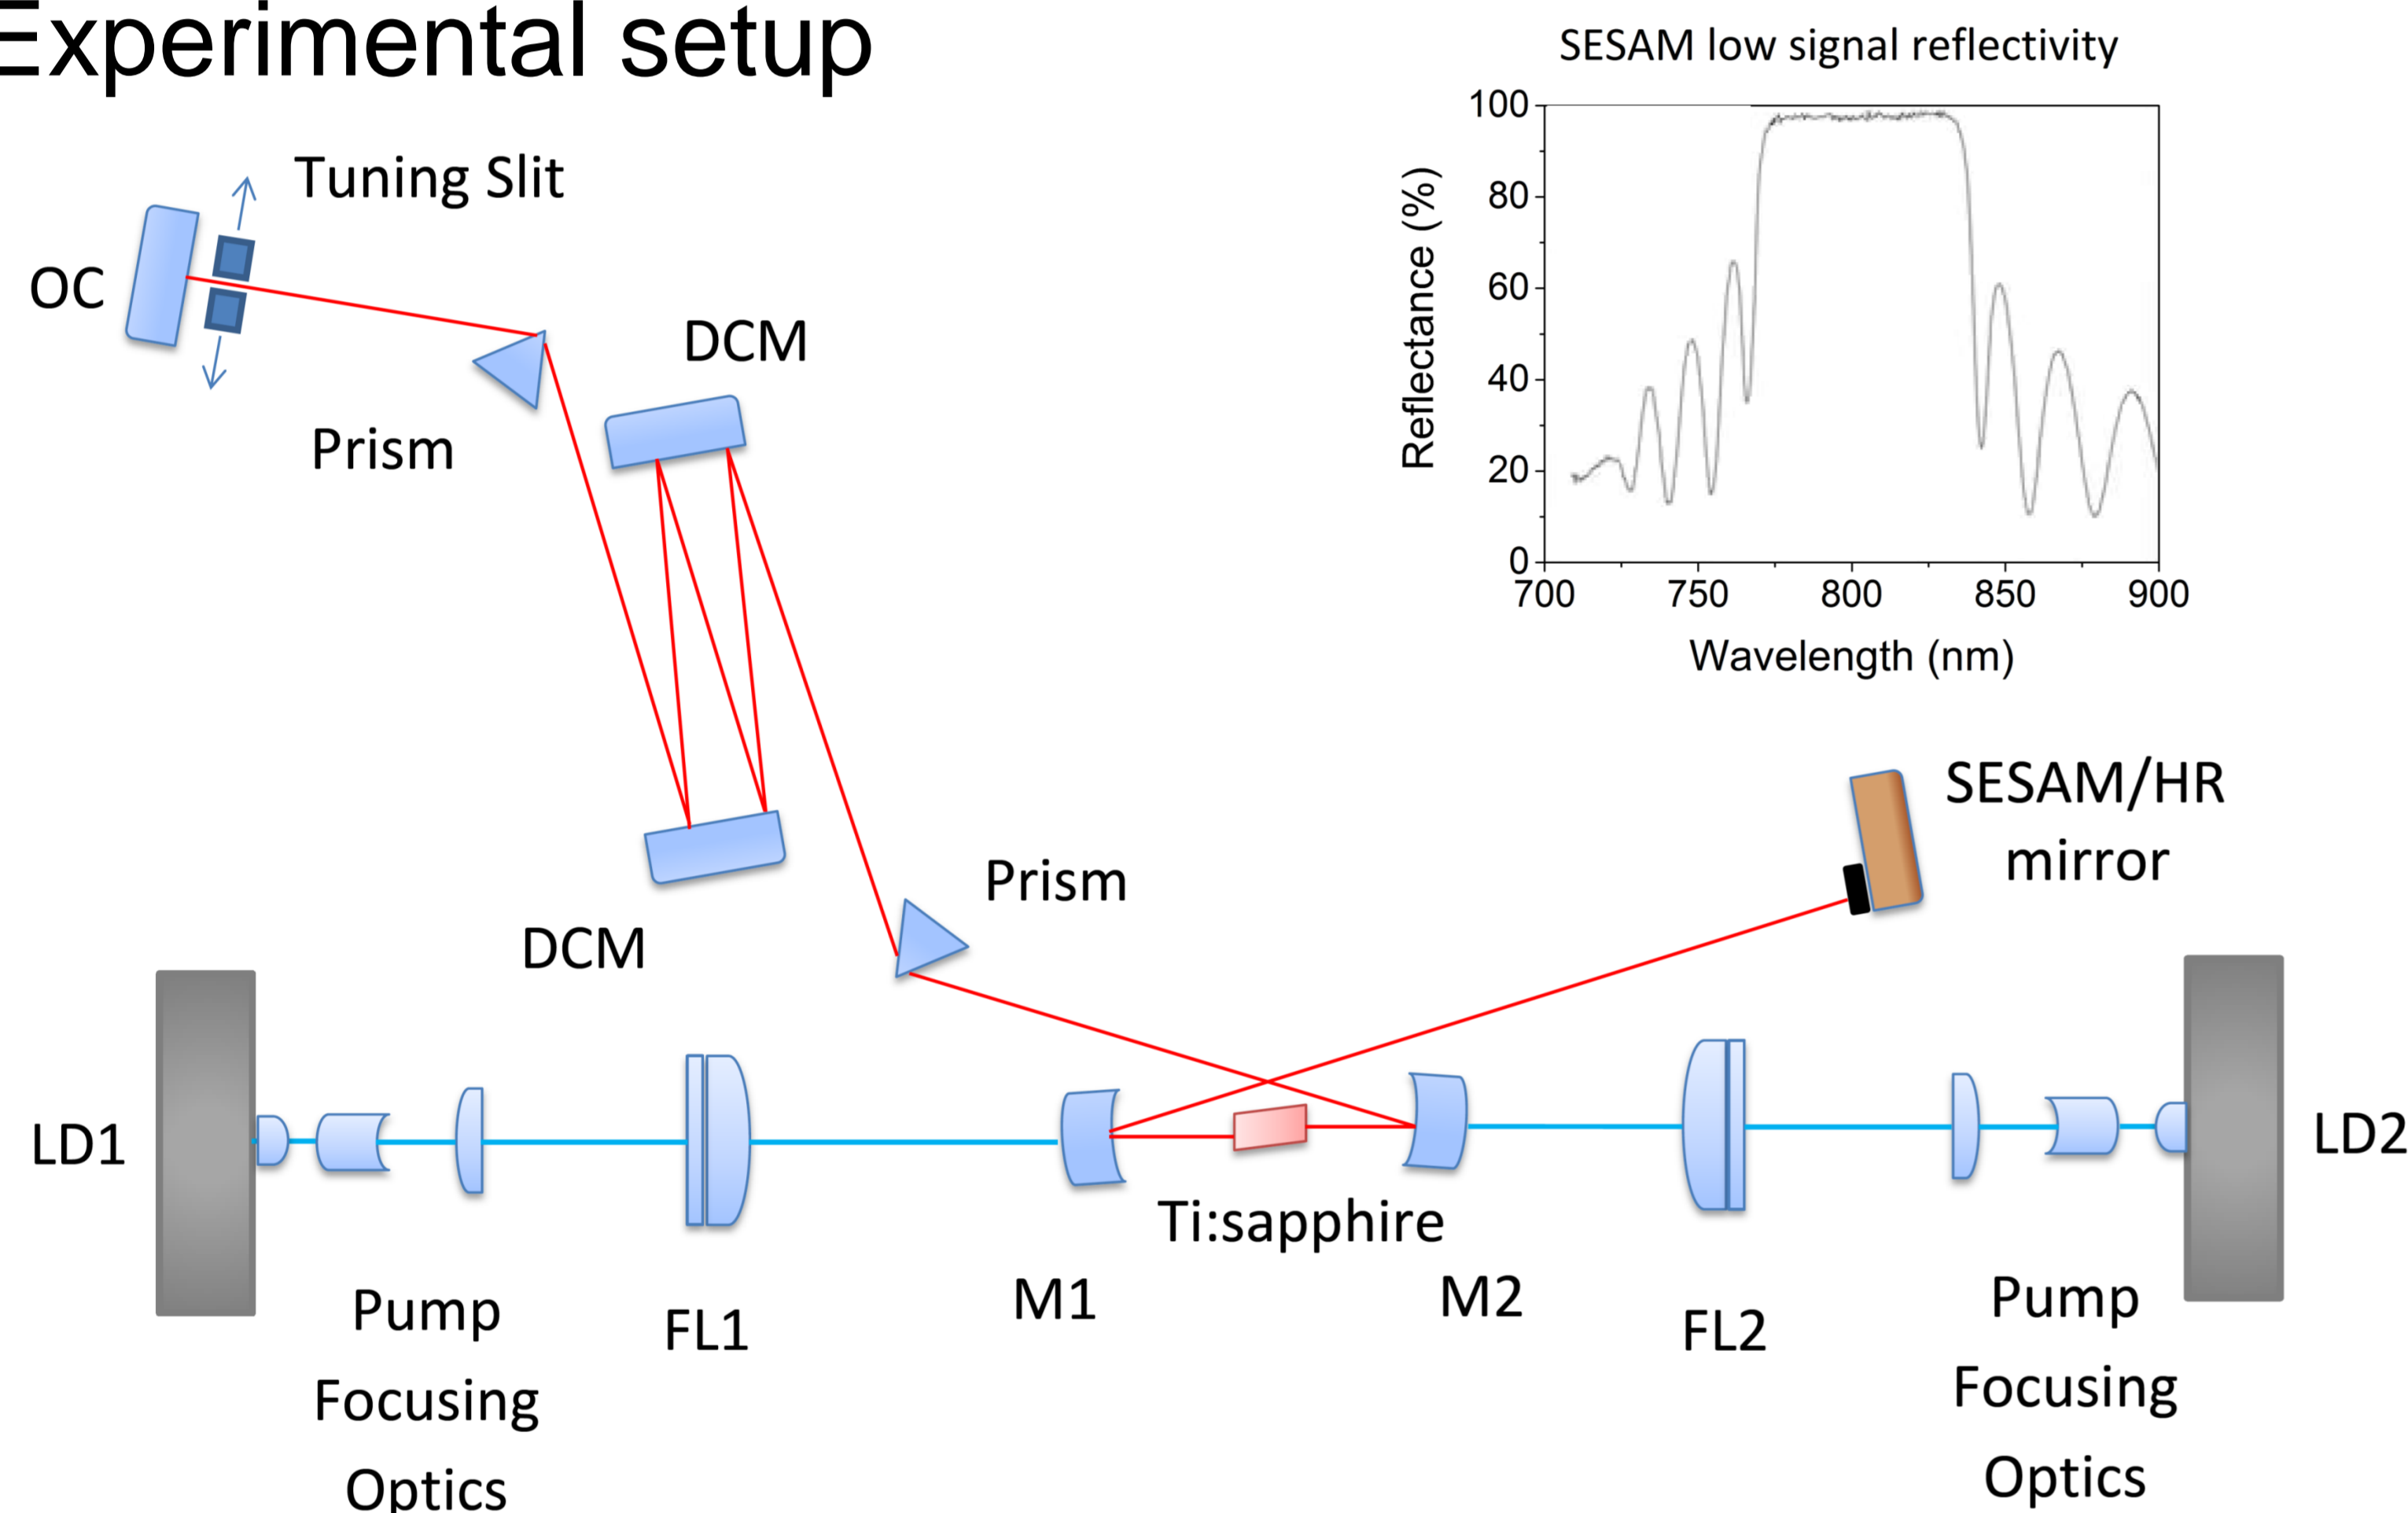 Experimental setup
SESAM low signal reflectivity
100
80
60
40
20
0
Reflectance (%)
700 750 800 850 900
Wavelength (nm)
Tuning Slit
OC
DCM
Prism
SESAM/HR
mirror
Prism
DCM
LD1
LD2
Ti:sapphire
Pump
Focusing
Optics
FL1
M1
M2
FL2
Pump
Focusing
Optics